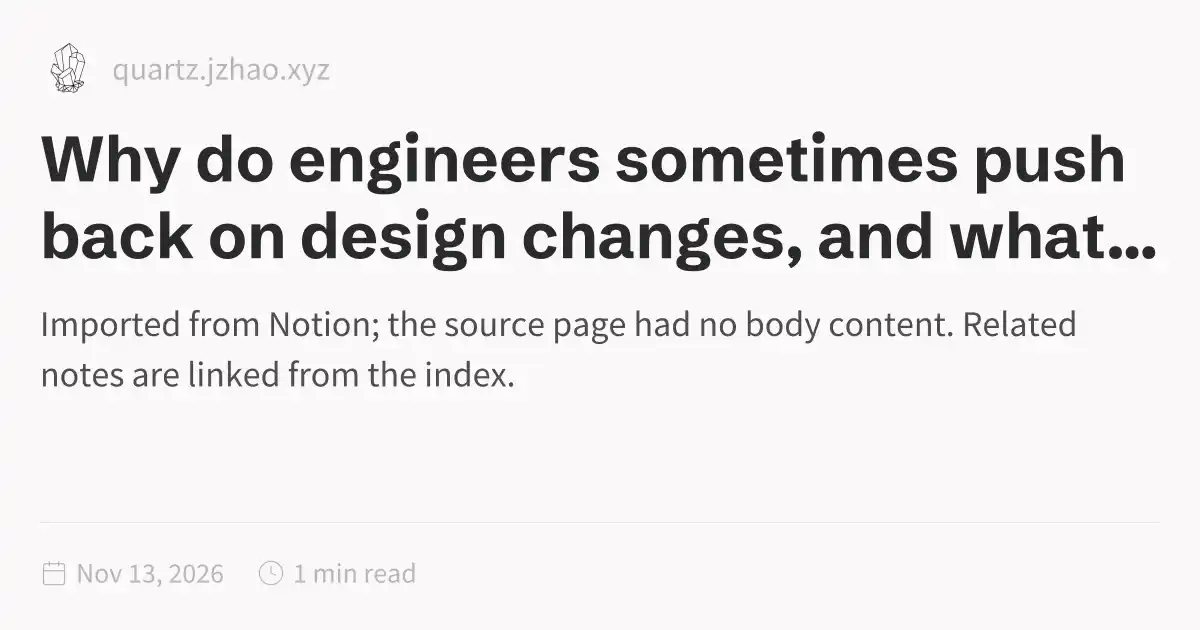 quartz.jzhao.xyz
Why do engineers sometimes push
back on design changes, and what...
Imported from Notion; the source page had no body content. Related
notes are linked from the index.
Nov 13, 2026 1 min read